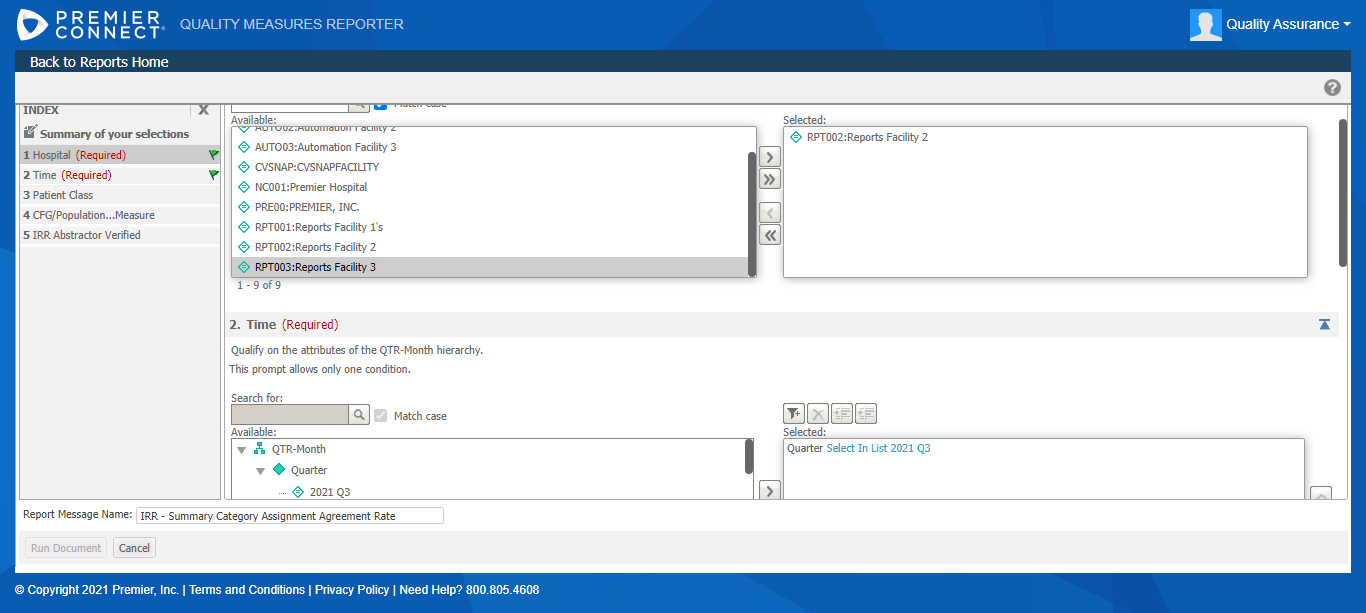 PREMIER CONNECT® QUALITY MEASURES REPORTER
Quality Assurance
Back to Reports Home
INDEX
X
Match case
Summary of your selections
1 Hospital (Required)
2 Time (Required)
3 Patient Class
4 CFG/Population...Measure
5 IRR Abstractor Verified
Available:
AUTO02:Automation Facility 2
AUTO03:Automation Facility 3
CVSNAP:CVSNAPFACILITY
NC001:Premier Hospital
PRE00:PREMIER, INC.
RPT001:Reports Facility 1's
RPT002:Reports Facility 2
RPT003:Reports Facility 3
1 - 9 of 9
Selected:
RPT002:Reports Facility 2
2. Time (Required)
Qualify on the attributes of the QTR-Month hierarchy.
This prompt allows only one condition.
Search for:
Match case
Available:
QTR-Month
Quarter
2021 Q3
Selected:
Quarter Select In List 2021 Q3
Report Message Name: IRR - Summary Category Assignment Agreement Rate
Run Document Cancel
© Copyright 2021 Premier, Inc. | Terms and Conditions | Privacy Policy | Need Help? 800.805.4608